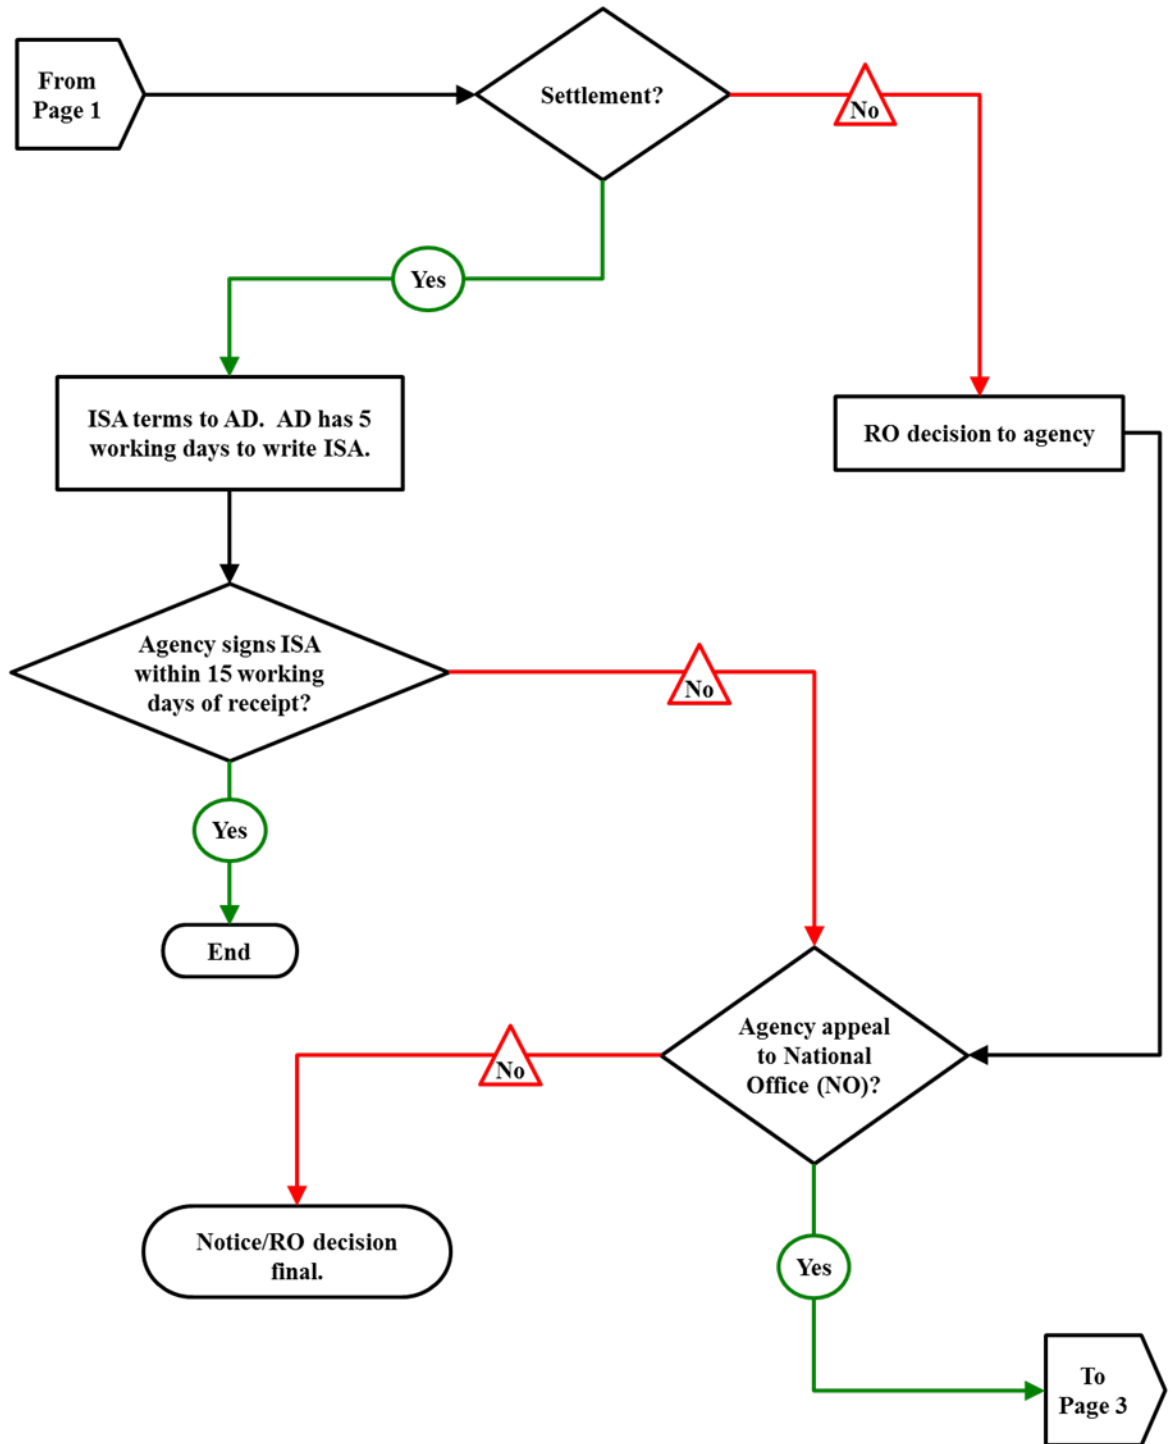 From
Page 1
Settlement?
No
Yes
ISA terms to AD.  AD has 5
working days to write ISA.
RO decision to agency
Agency signs ISA
within 15 working
days of receipt?
No
Yes
End
Agency appeal
to National
Office (NO)?
No
Notice/RO decision
final.
Yes
To
Page 3